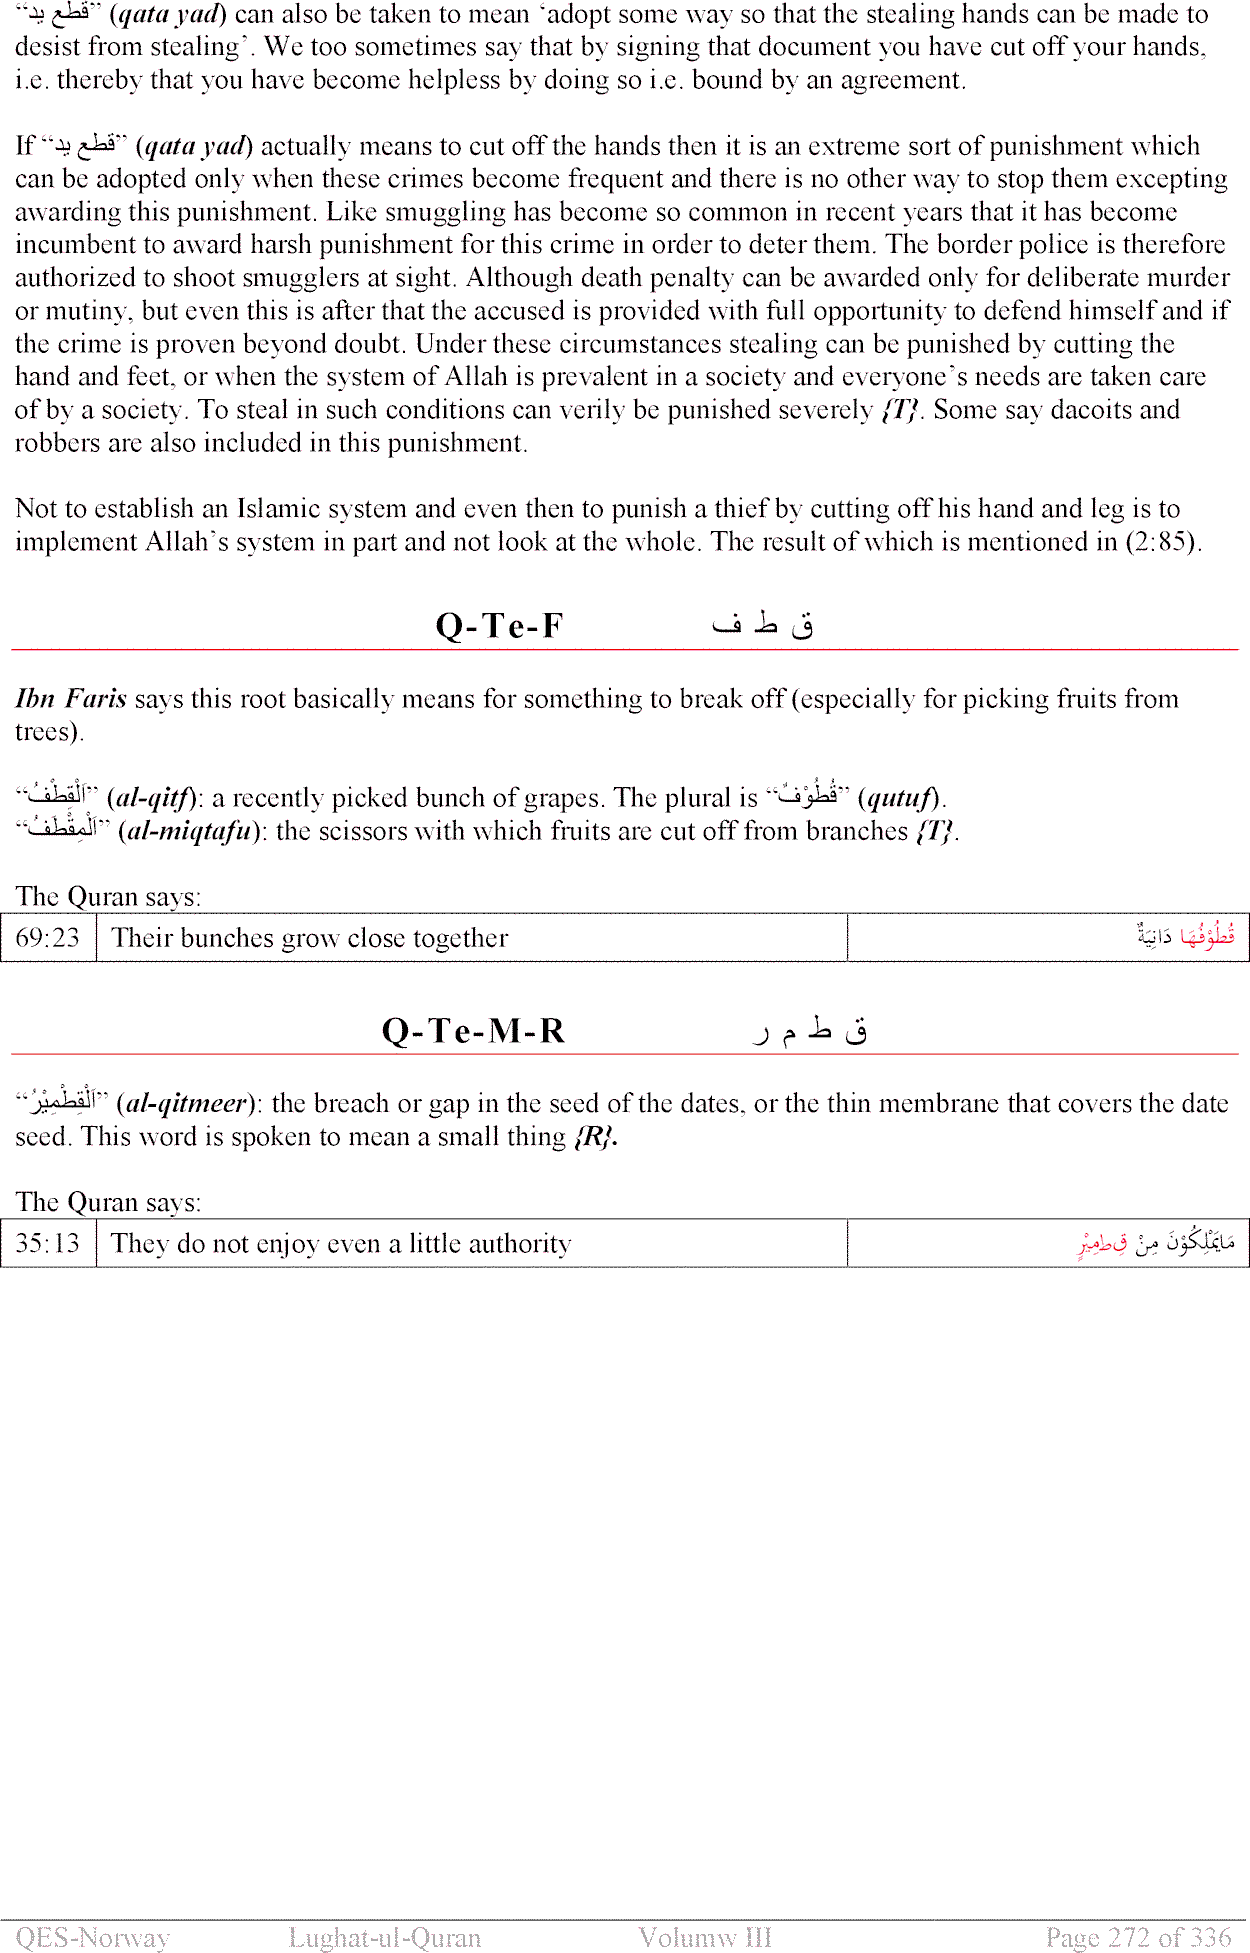 “قطع يد” (qata yad) can also be taken to mean ‘adopt some way so that the stealing hands can be made to
desist from stealing’. We too sometimes say that by signing that document you have cut off your hands,
i.e. thereby that you have become helpless by doing so i.e. bound by an agreement.
If “قطع يد” (qata yad) actually means to cut off the hands then it is an extreme sort of punishment which
can be adopted only when these crimes become frequent and there is no other way to stop them excepting
awarding this punishment. Like smuggling has become so common in recent years that it has become
incumbent to award harsh punishment for this crime in order to deter them. The border police is therefore
authorized to shoot smugglers at sight. Although death penalty can be awarded only for deliberate murder
or mutiny, but even this is after that the accused is provided with full opportunity to defend himself and if
the crime is proven beyond doubt. Under these circumstances stealing can be punished by cutting the
hand and feet, or when the system of Allah is prevalent in a society and everyone’s needs are taken care
of by a society. To steal in such conditions can verily be punished severely {T}. Some say dacoits and
robbers are also included in this punishment.
Not to establish an Islamic system and even then to punish a thief by cutting off his hand and leg is to
implement Allah’s system in part and not look at the whole. The result of which is mentioned in (2:85).
Q-Te-F ق ط ف
Ibn Faris says this root basically means for something to break off (especially for picking fruits from
trees).
“اَلْقِطْفُ” (al-qitf): a recently picked bunch of grapes. The plural is “قُطُوْفٌ” (qutuf).
“اَلْمِقْطَفُ” (al-miqtafu): the scissors with which fruits are cut off from branches {T}.
The Quran says:
69:23 Their bunches grow close together قُطُوْفُهَا دَانِيَةٌ
Q-Te-M-R ق ط م ر
“اَلْقِطْمِيْرُ” (al-qitmeer): the breach or gap in the seed of the dates, or the thin membrane that covers the date
seed. This word is spoken to mean a small thing {R}.
The Quran says:
35:13 They do not enjoy even a little authority مَايَمْلِكُوْنَ مِنْ قِطمِيْرٍ
QES-Norway Lughat-ul-Quran Volumw III Page 272 of 336